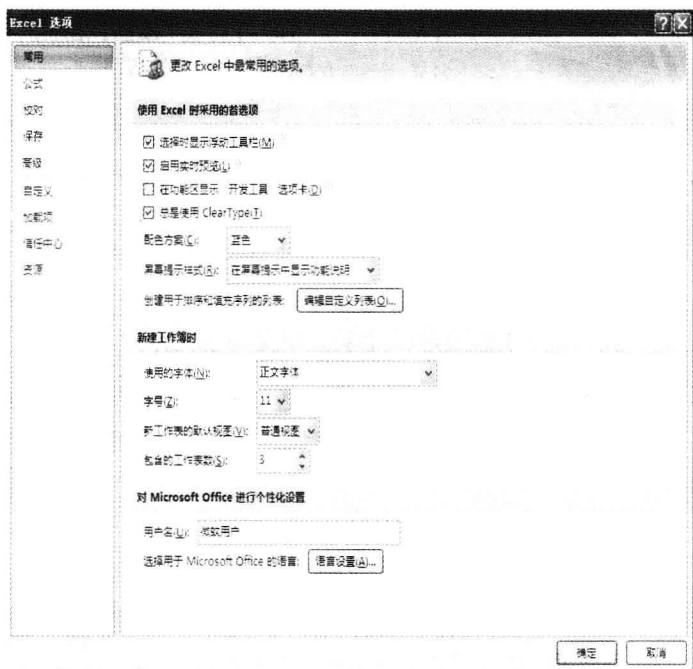 Excel 选项
常用
公式
校对
保存
高级
自定义
加载项
信任中心
资源
更改 Excel 中最常用的选项。
使用 Excel 时采用的首选项
选择时显示浮动工具栏(M)
启用实时预览(L)
在功能区显示 开发工具 选项卡(D)
总是使用 ClearType(T)
配色方案(C): 蓝色
屏幕提示样式(R): 在屏幕提示中显示功能说明
创建用于排序和填充序列的列表: 编辑自定义列表(O)...
新建工作簿时
使用的字体(N): 正文字体
字号(Z): 11
新工作表的默认视图(V): 普通视图
包含的工作表数(S): 3
对 Microsoft Office 进行个性化设置
用户名(U): 微软用户
选择用于 Microsoft Office 的语言: 语言设置(A)...
确定 取消